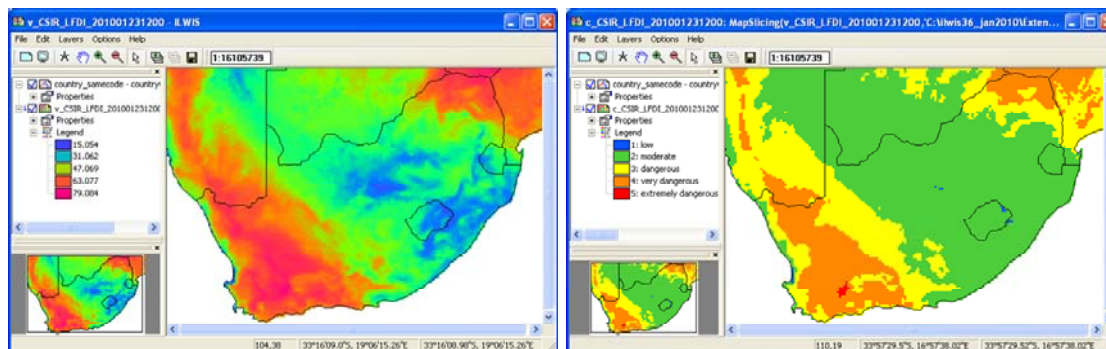 v_CSIR_LFDI_201001231200 - ILWIS
File Edit Layers Options Help
1:16105739
country_samecode - country
Properties
v_CSIR_LFDI_201001231200
Properties
Legend
15.054
31.062
47.069
63.077
79.084
104,38 33°16'09.0"S, 19°06'15.26"E 33°16'08.98"S, 19°06'15.26"E
c_CSIR_LFDI_201001231200: MapSlicing(v_CSIR_LFDI_201001231200,'C:\Ilwis36_jan2010\Exten...
File Edit Layers Options Help
1:16105739
country_samecode - country
Properties
c_CSIR_LFDI_2010012312
Properties
Legend
1: low
2: moderate
3: dangerous
4: very dangerous
5: extremely dangerous
110,19 33°57'29.5"S, 16°57'38.02"E 33°57'29.52"S, 16°57'38.02"E